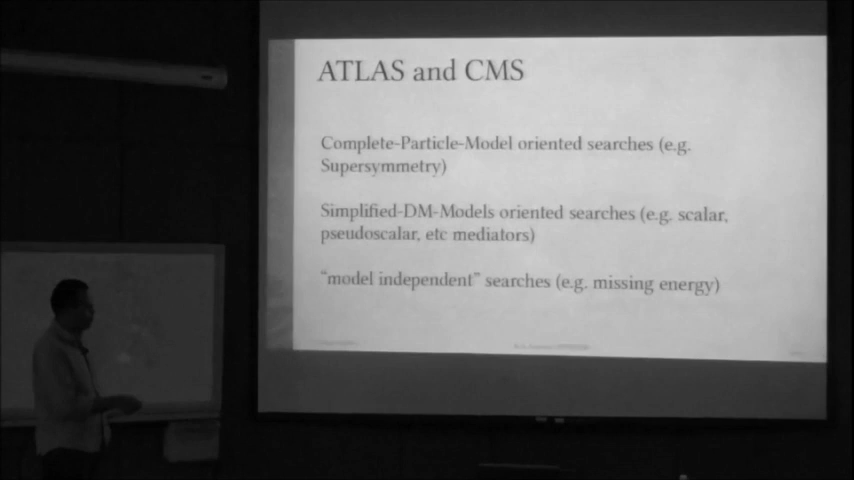 ATLAS and CMS
Complete-Particle-Model oriented searches (e.g.
Supersymmetry)
Simplified-DM-Models oriented searches (e.g. scalar,
pseudoscalar, etc mediators)
“model independent” searches (e.g. missing energy)